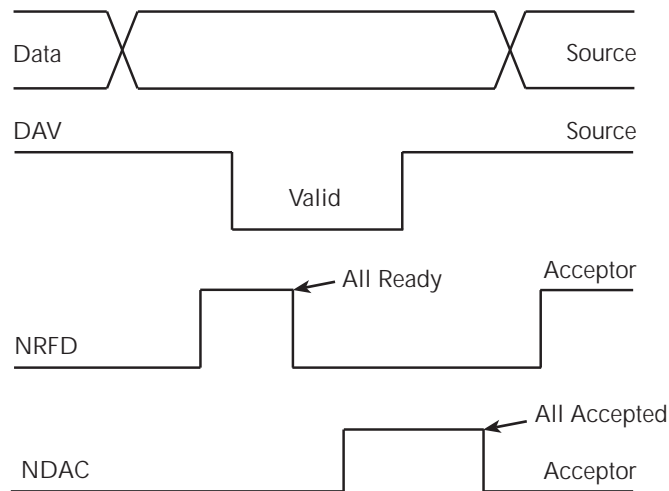 Data Source
DAV Source
Valid
All Ready Acceptor
NRFD
All Accepted
NDAC Acceptor